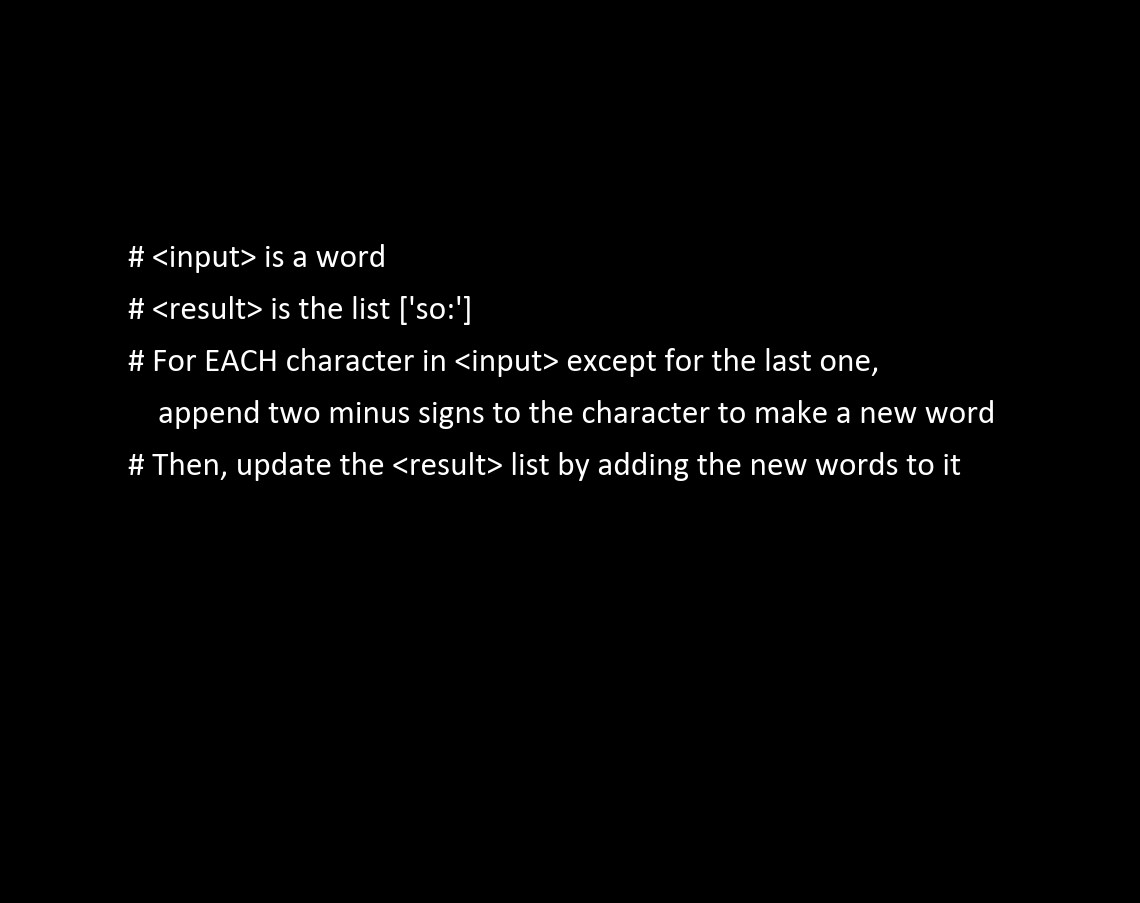 # <input> is a word
# <result> is the list ['so:']
# For EACH character in <input> except for the last one,
append two minus signs to the character to make a new word
# Then, update the <result> list by adding the new words to it